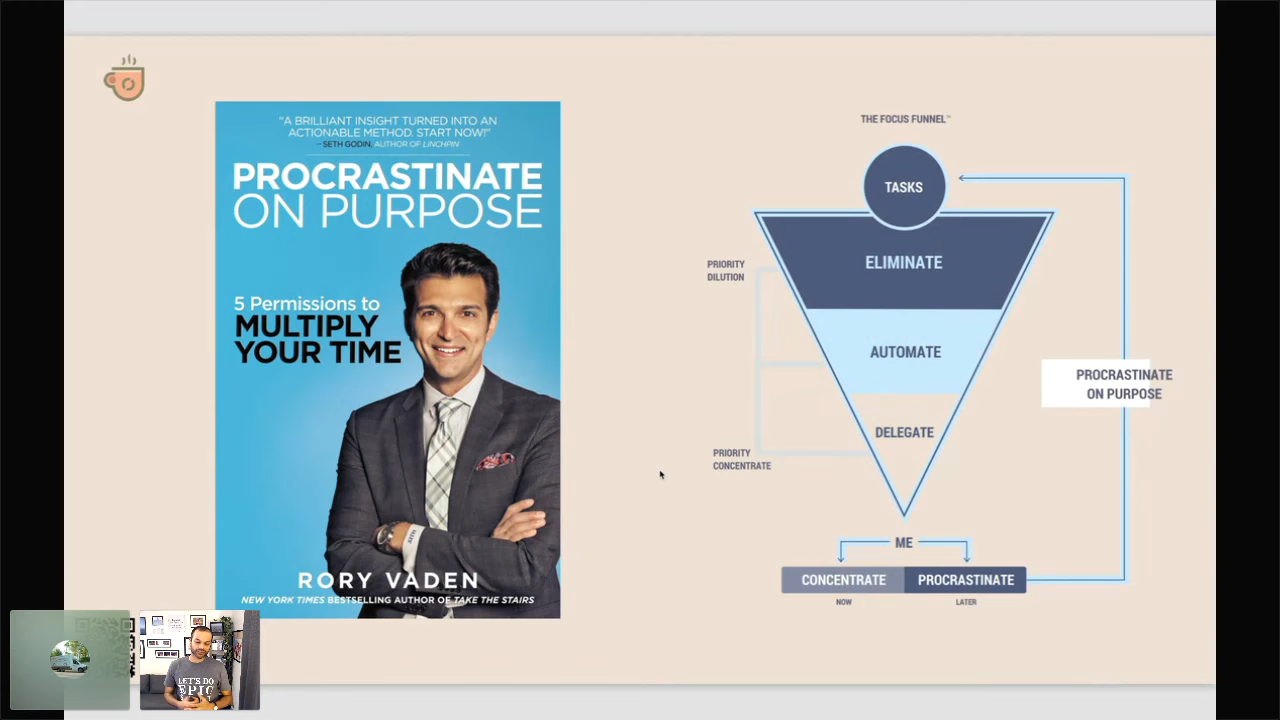 "A BRILLIANT INSIGHT TURNED INTO AN
ACTIONABLE METHOD. START NOW!"
– SETH GODIN, AUTHOR OF LINCHPIN
PROCRASTINATE
ON PURPOSE
5 Permissions to
MULTIPLY
YOUR TIME
RORY VADEN
NEW YORK TIMES BESTSELLING AUTHOR OF TAKE THE STAIRS
THE FOCUS FUNNEL™
TASKS
ELIMINATE
PRIORITY
DILUTION
AUTOMATE
DELEGATE
PRIORITY
CONCENTRATE
PROCRASTINATE
ON PURPOSE
ME
CONCENTRATE
PROCRASTINATE
NOW
LATER
LET'S DO
EPIC